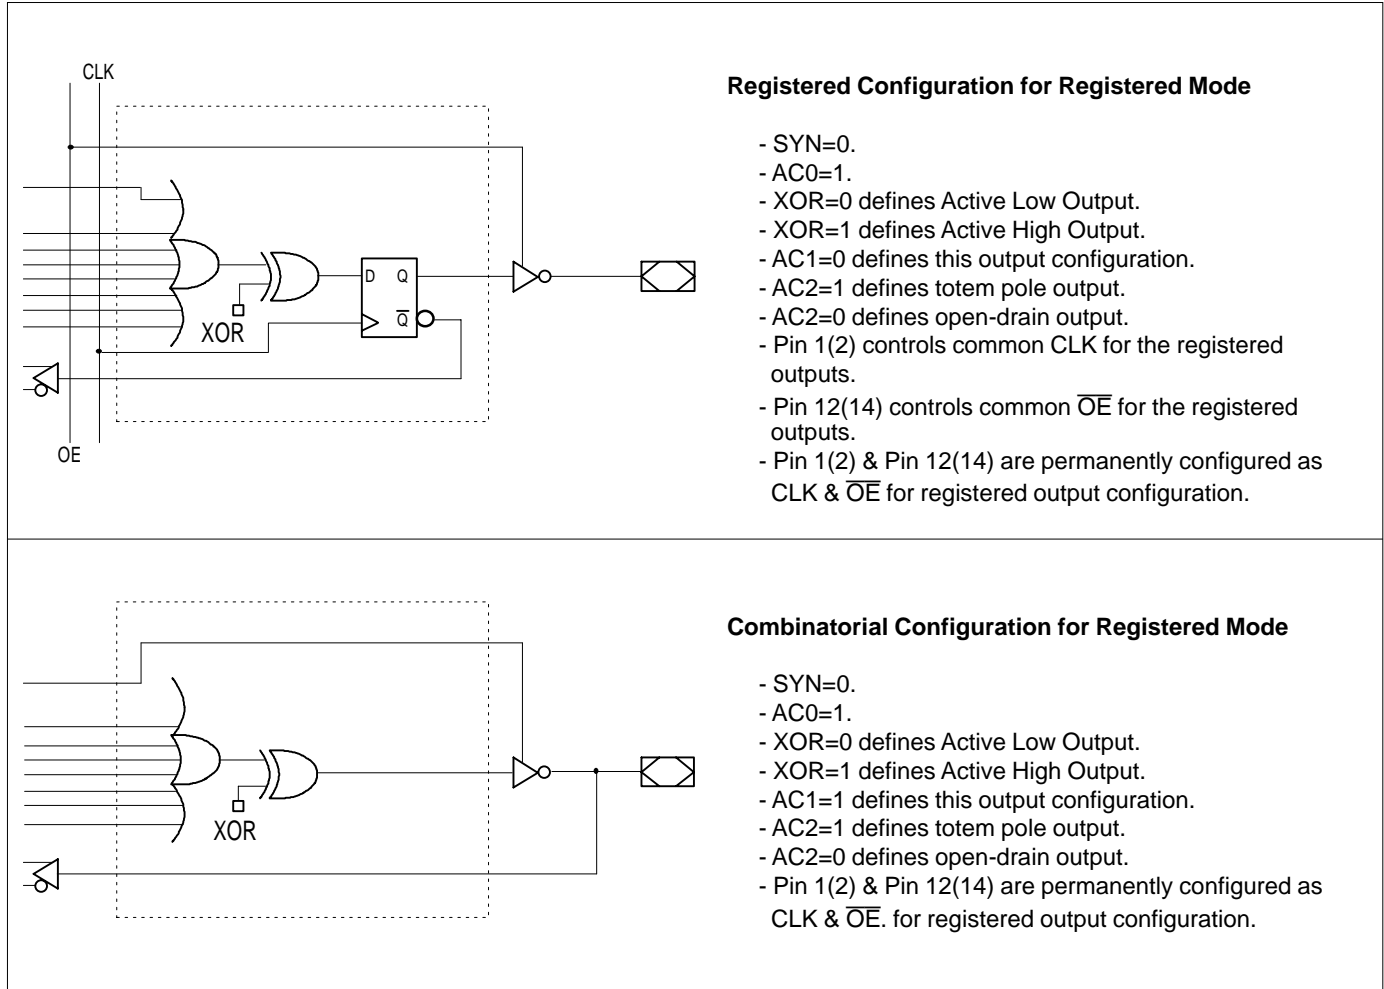 CLK
D Q
Q̅
XOR
OE
Registered Configuration for Registered Mode
- SYN=0.
- AC0=1.
- XOR=0 defines Active Low Output.
- XOR=1 defines Active High Output.
- AC1=0 defines this output configuration.
- AC2=1 defines totem pole output.
- AC2=0 defines open-drain output.
- Pin 1(2) controls common CLK for the registered
outputs.
- Pin 12(14) controls common O̅E̅ for the registered
outputs.
- Pin 1(2) & Pin 12(14) are permanently configured as
CLK & O̅E̅ for registered output configuration.
XOR
Combinatorial Configuration for Registered Mode
- SYN=0.
- AC0=1.
- XOR=0 defines Active Low Output.
- XOR=1 defines Active High Output.
- AC1=1 defines this output configuration.
- AC2=1 defines totem pole output.
- AC2=0 defines open-drain output.
- Pin 1(2) & Pin 12(14) are permanently configured as
CLK & O̅E̅. for registered output configuration.